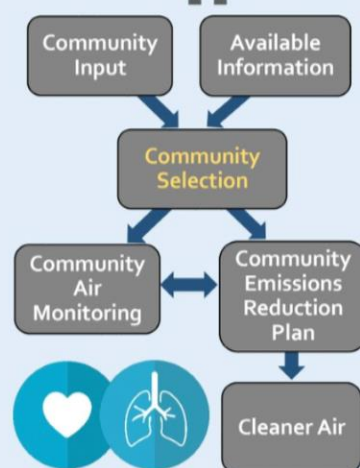 Community
Input
Available
Information
Community
Selection
Community
Air
Monitoring
Community
Emissions
Reduction
Plan
Cleaner Air